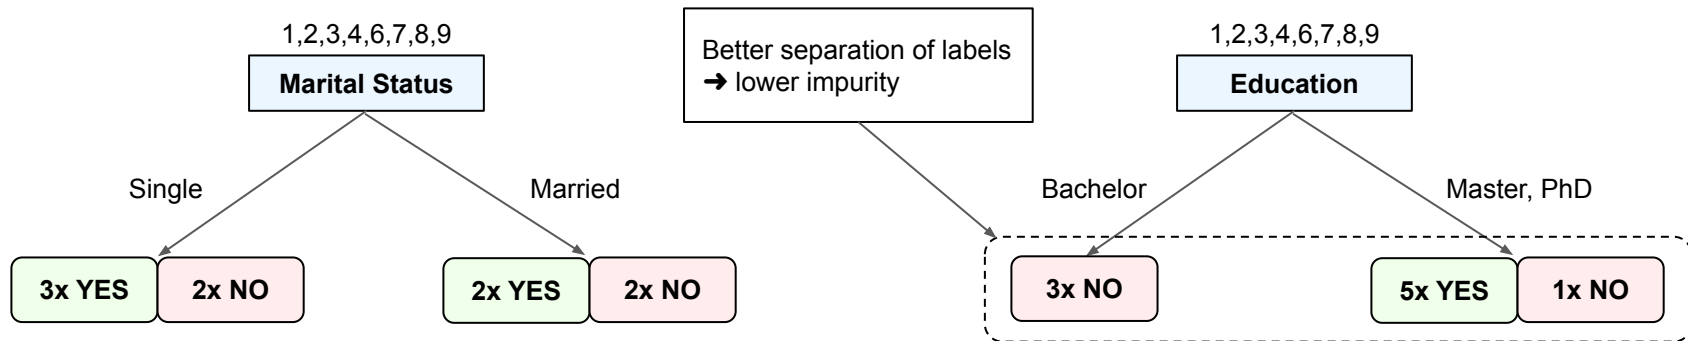 1,2,3,4,6,7,8,9
Marital Status
Single
Married
3x YES
2x NO
2x YES
2x NO
Better separation of labels
➜ lower impurity
1,2,3,4,6,7,8,9
Education
Bachelor
Master, PhD
3x NO
5x YES
1x NO